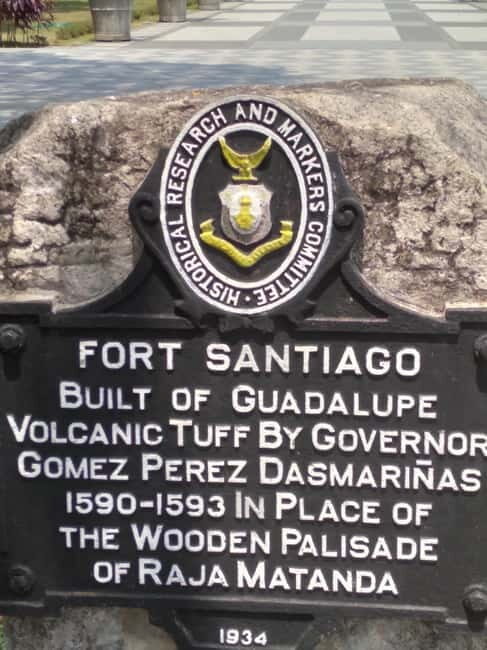 HISTORICAL RESEARCH AND MARKERS COMMITTEE
FORT SANTIAGO
BUILT OF GUADALUPE
VOLCANIC TUFF BY GOVERNOR
GOMEZ PEREZ DASMARIÑAS
1590-1593 IN PLACE OF
THE WOODEN PALISADE
OF RAJA MATANDA
1934